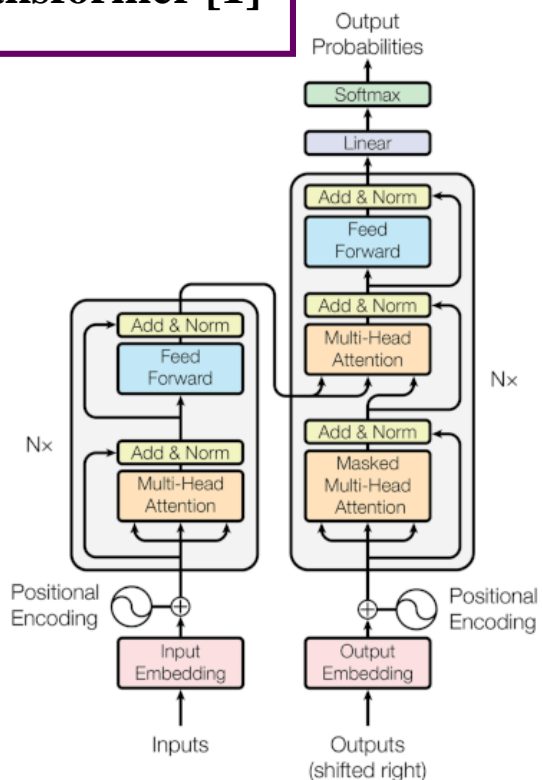 [1]
Output
Probabilities
Softmax
Linear
Add & Norm
Feed
Forward
Add & Norm
Multi-Head
Attention
Nx
Add & Norm
Masked
Multi-Head
Attention
Positional
Encoding
Output
Embedding
Outputs
(shifted right)
Add & Norm
Feed
Forward
Nx
Add & Norm
Multi-Head
Attention
Positional
Encoding
Input
Embedding
Inputs